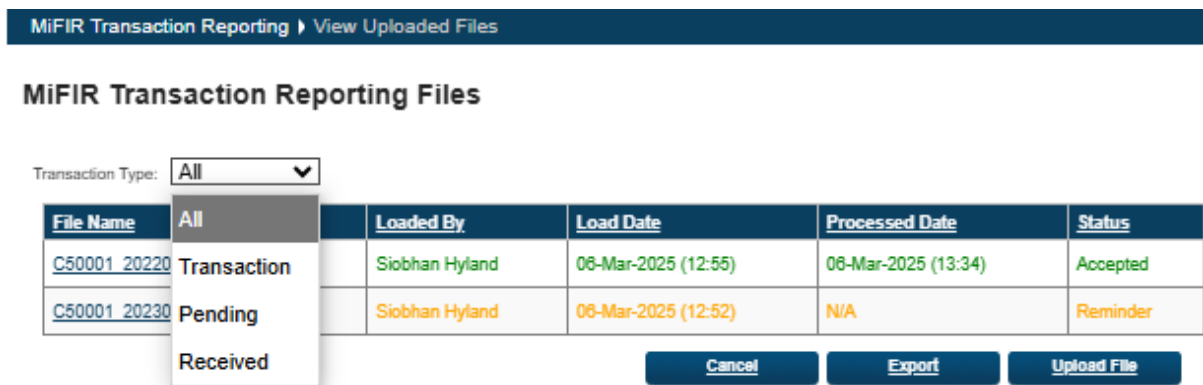 MiFIR Transaction Reporting View Uploaded Files
MiFIR Transaction Reporting Files
Transaction Type: All
File Name Loaded By Load Date Processed Date Status
All
C50001_20220 Siobhan Hyland 06-Mar-2025 (12:55) 06-Mar-2025 (13:34) Accepted
Transaction
C50001_20230 Siobhan Hyland 06-Mar-2025 (12:52) N/A Reminder
Pending
Received
Cancel Export Upload File